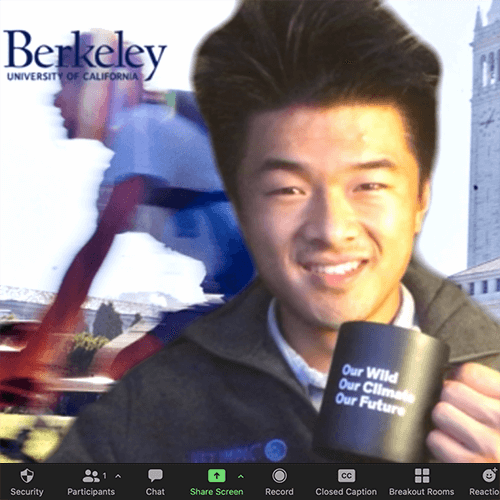 Berkeley
UNIVERSITY OF CALIFORNIA
Our Wild
Our Climate
Our Future
1
CC
Security
Participants
Chat
Share Screen
Record
Closed Caption
Breakout Rooms